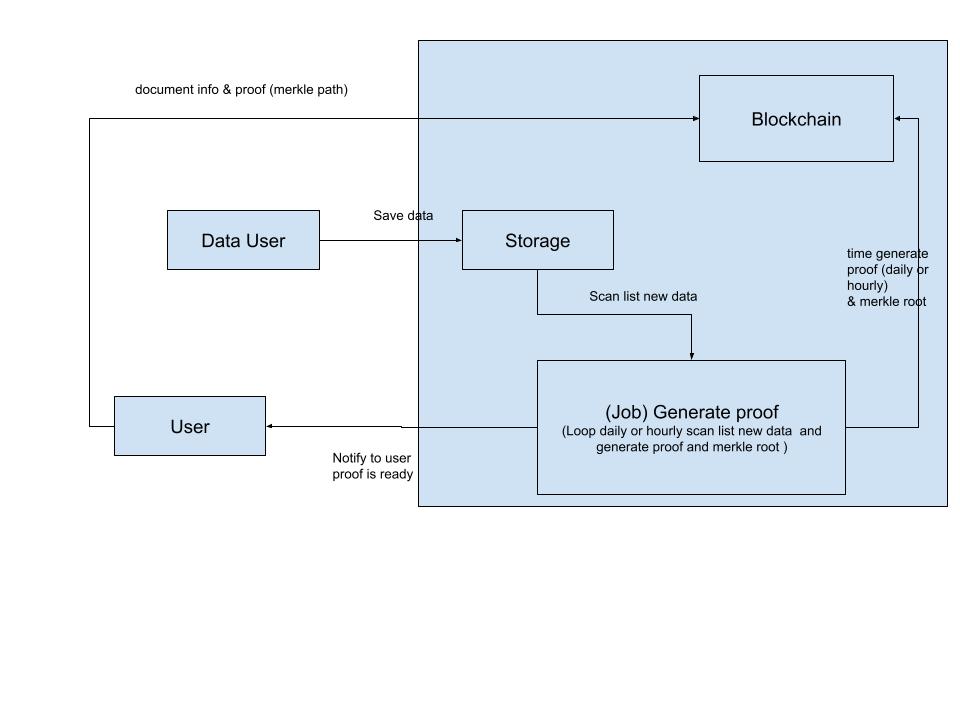 document info & proof (merkle path)
Blockchain
Save data
Data User
Storage
time generate
proof (daily or
hourly)
& merkle root
Scan list new data
(Job) Generate proof
(Loop daily or hourly scan list new data  and
generate proof and merkle root )
User
Notify to user
proof is ready